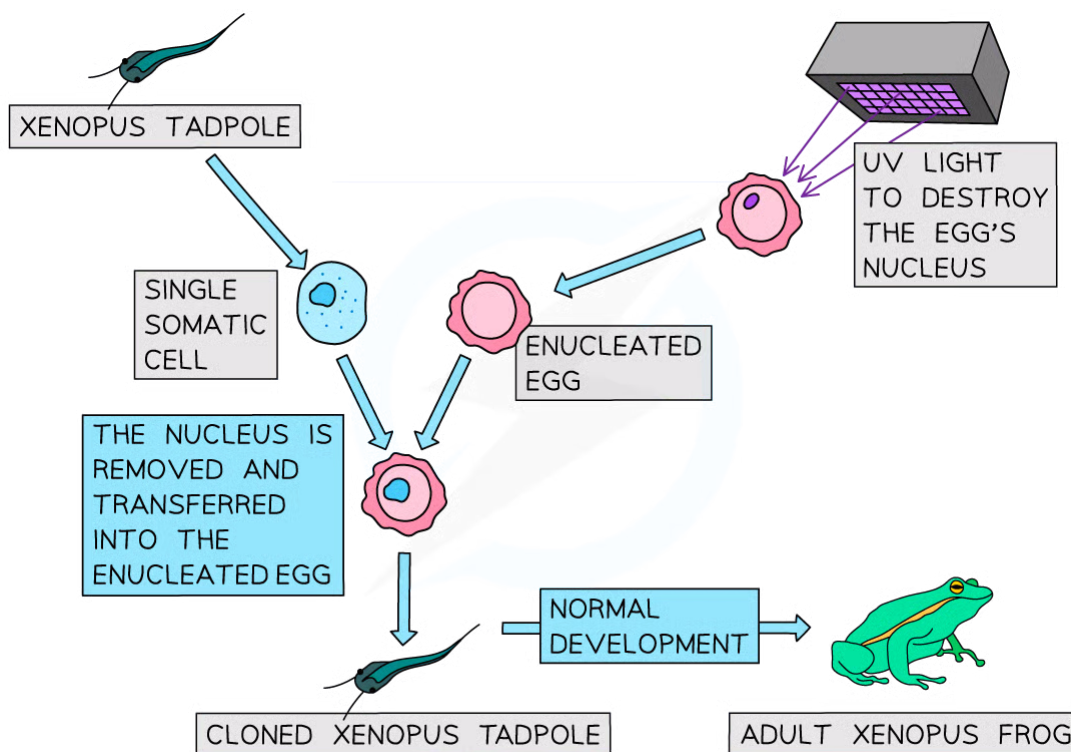 XENOPUS TADPOLE
UV LIGHT
TO DESTROY
THE EGG'S
NUCLEUS
SINGLE
SOMATIC
CELL
ENUCLEATED
EGG
THE NUCLEUS IS
REMOVED AND
TRANSFERRED
INTO THE
ENUCLEATED EGG
NORMAL
DEVELOPMENT
CLONED XENOPUS TADPOLE
ADULT XENOPUS FROG